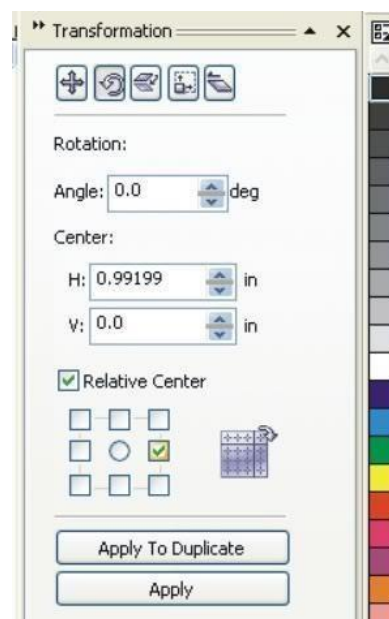 Transformation
Rotation:
Angle: 0.0 deg
Center:
H: 0.99199 in
V: 0.0 in
Relative Center
Apply To Duplicate
Apply